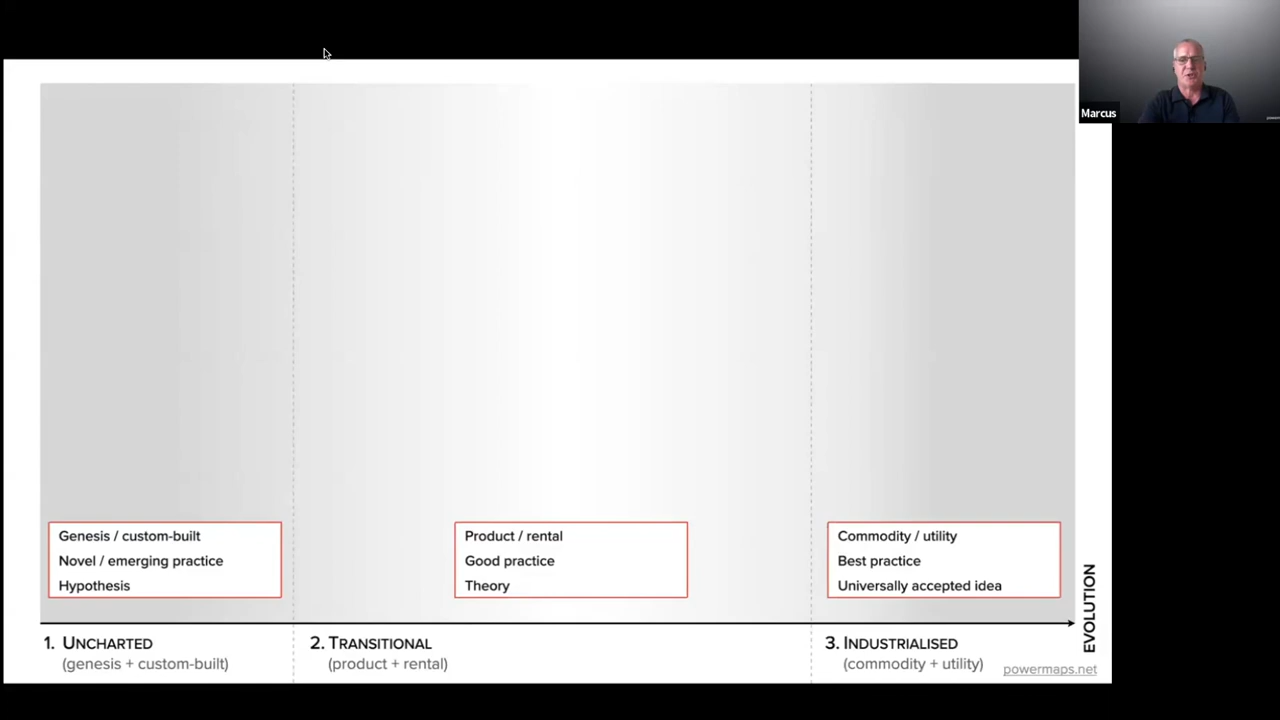 Marcus
Genesis / custom-built
Novel / emerging practice
Hypothesis
Product / rental
Good practice
Theory
Commodity / utility
Best practice
Universally accepted idea
EVOLUTION
1. UNCHARTED
(genesis + custom-built)
2. TRANSITIONAL
(product + rental)
3. INDUSTRIALISED
(commodity + utility)
powermaps.net